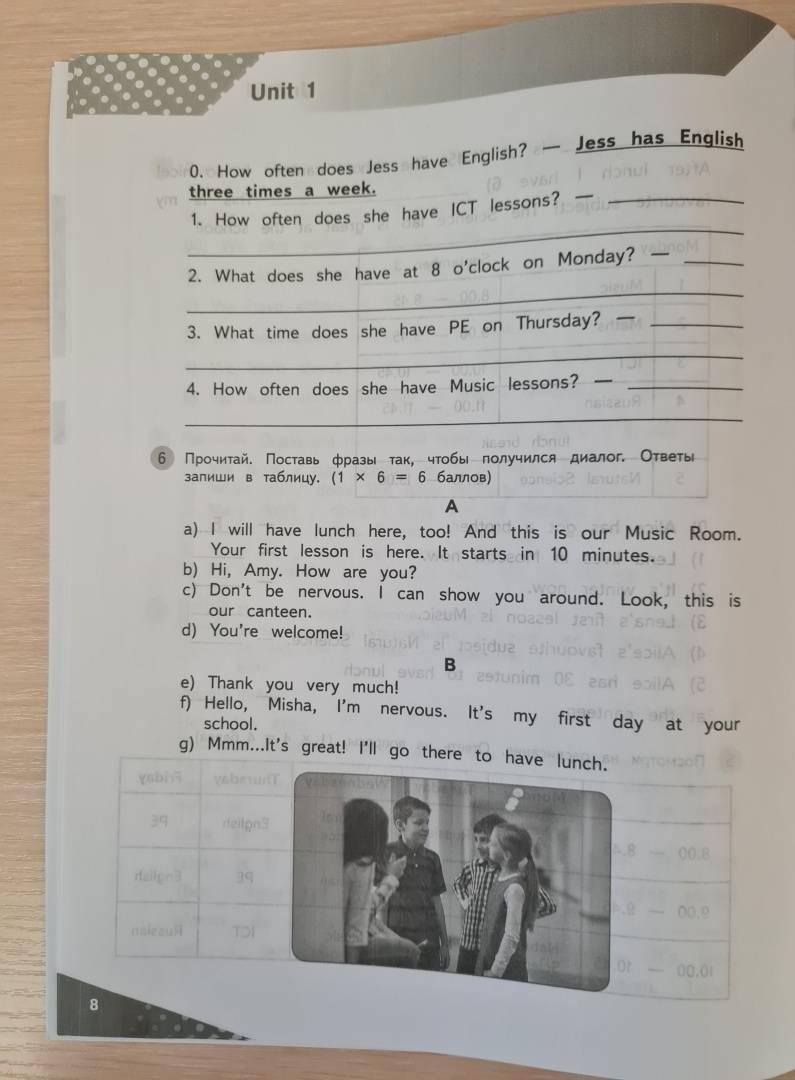 Unit 1
0. How often does Jess have English? — Jess has English
three times a week.
1. How often does she have ICT lessons? —
2. What does she have at 8 o'clock on Monday? —
3. What time does she have PE on Thursday? —
4. How often does she have Music lessons? —
6 Прочитай. Поставь фразы так, чтобы получился диалог. Ответы
запиши в таблицу. (1 × 6 = 6 баллов)
A
a) I will have lunch here, too! And this is our Music Room.
Your first lesson is here. It starts in 10 minutes.
b) Hi, Amy. How are you?
c) Don't be nervous. I can show you around. Look, this is
our canteen.
d) You're welcome!
B
e) Thank you very much!
f) Hello, Misha, I'm nervous. It's my first day at your
school.
g) Mmm...It's great! I'll go there to have lunch.
8